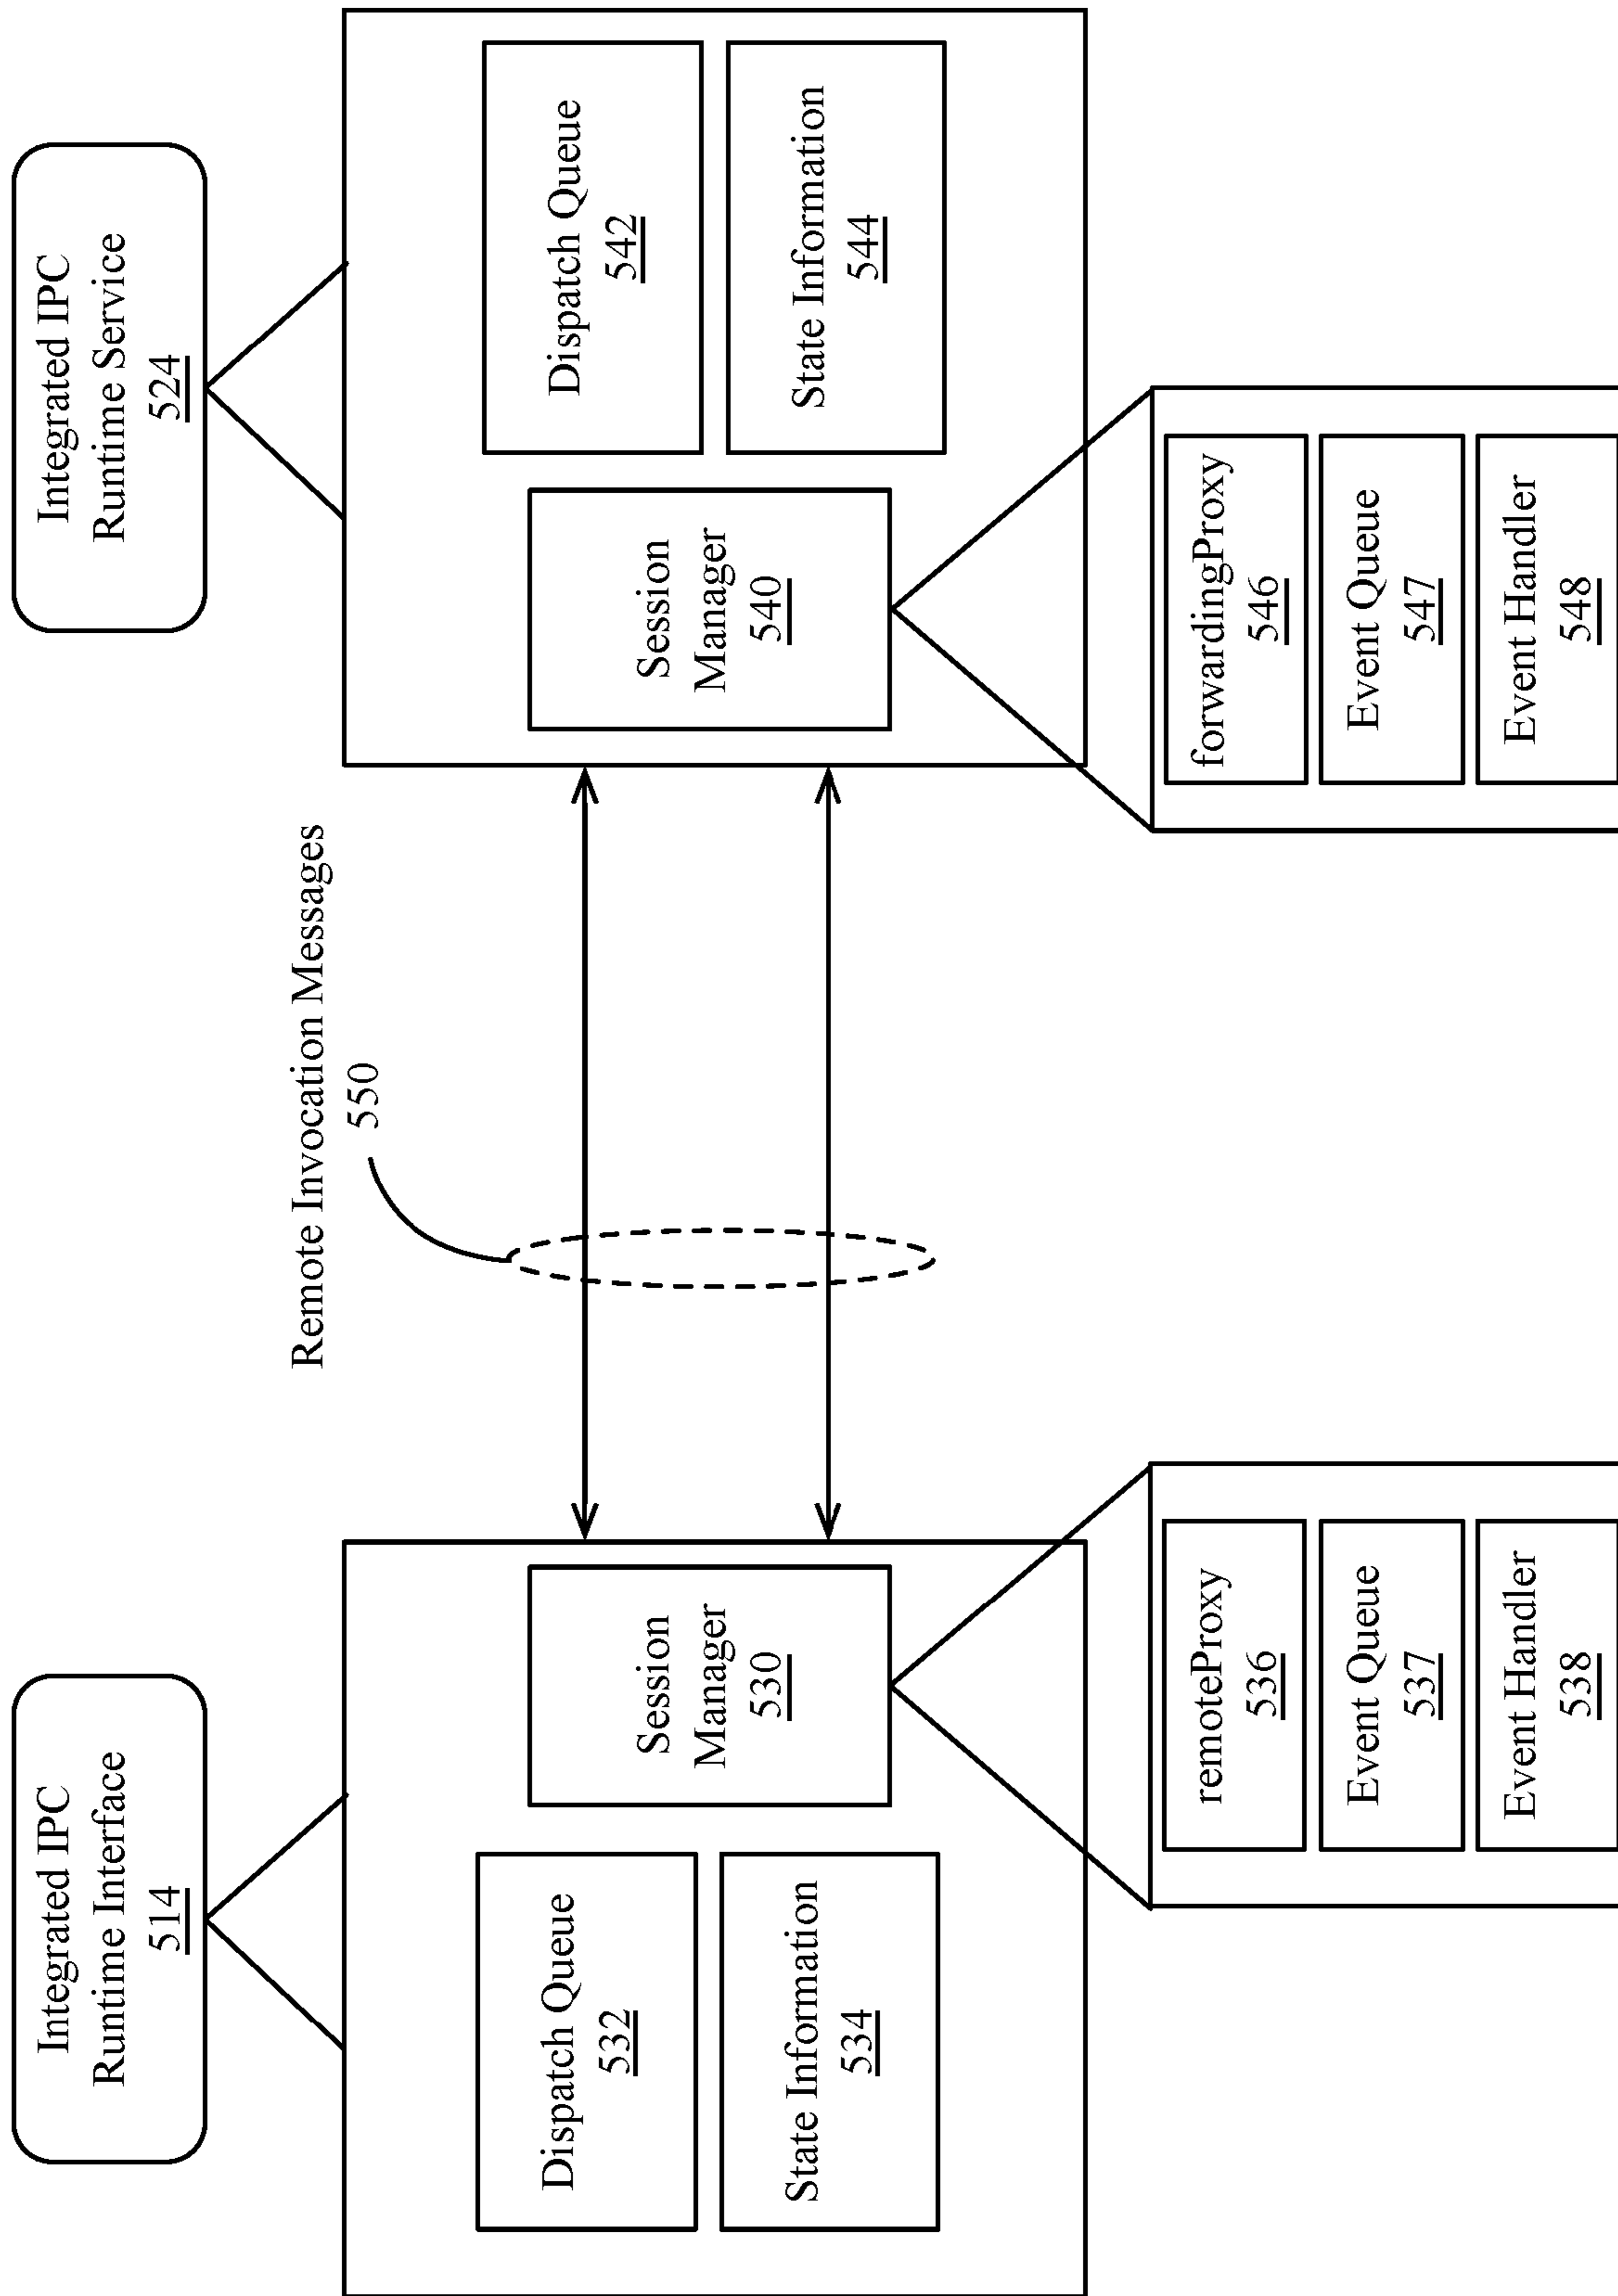 Integrated IPC
Runtime Interface
514
Dispatch Queue
532
State Information
534
Session
Manager
530
remoteProxy
536
Event Queue
537
Event Handler
538
Remote Invocation Messages
550
Integrated IPC
Runtime Service
524
Session
Manager
540
Dispatch Queue
542
State Information
544
forwardingProxy
546
Event Queue
547
Event Handler
548